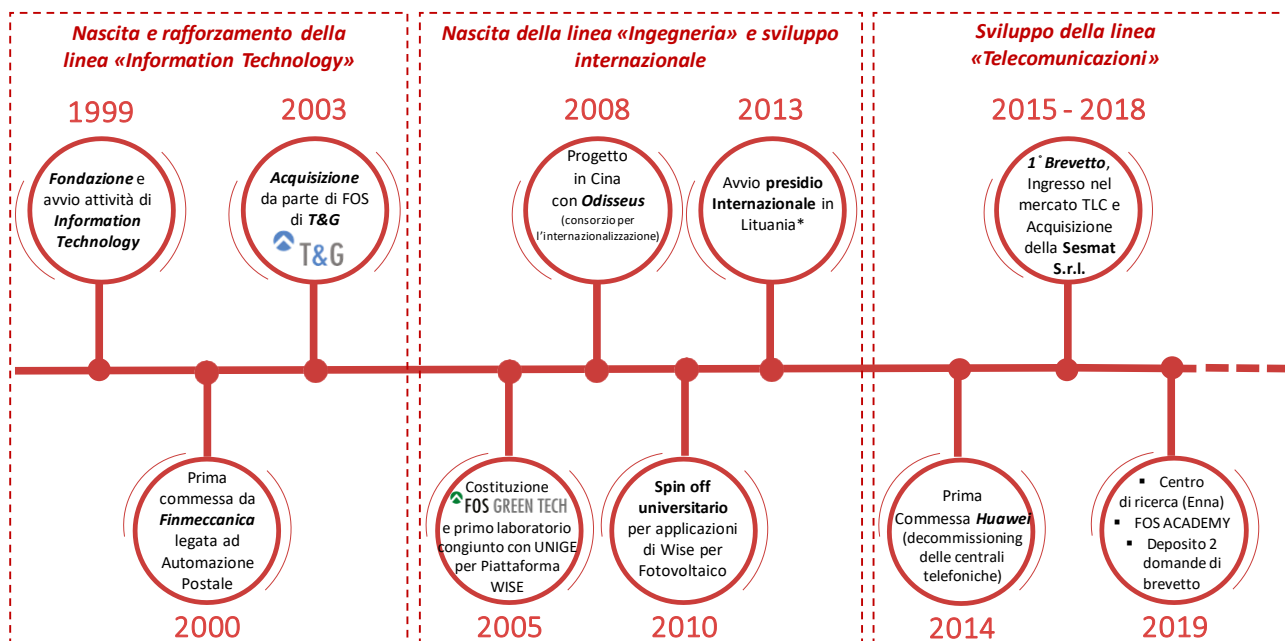 Nascita e rafforzamento della
linea «Information Technology»
1999
Fondazione e
avvio attività di
Information
Technology
2003
Acquisizione
da parte di FOS
di T&G
T&G
Prima
commessa da
Finmeccanica
legata ad
Automazione
Postale
2000
Nascita della linea «Ingegneria» e sviluppo
internazionale
2008
Progetto
in Cina
con Odisseus
(consorzio per
l'internazionalizzazione)
2013
Avvio presidio
Internazionale in
Lituania*
Costituzione
FOS GREEN TECH
e primo laboratorio
congiunto con UNIGE
per Piattaforma
WISE
2005
Spin off
universitario
per applicazioni
di Wise per
Fotovoltaico
2010
Sviluppo della linea
«Telecomunicazioni»
2015 - 2018
1° Brevetto,
Ingresso nel
mercato TLC e
Acquisizione
della Sesmat
S.r.l.
Prima
Commessa Huawei
(decommissioning
delle centrali
telefoniche)
2014
▪ Centro
di ricerca (Enna)
▪ FOS ACADEMY
▪ Deposito 2
domande di
brevetto
2019